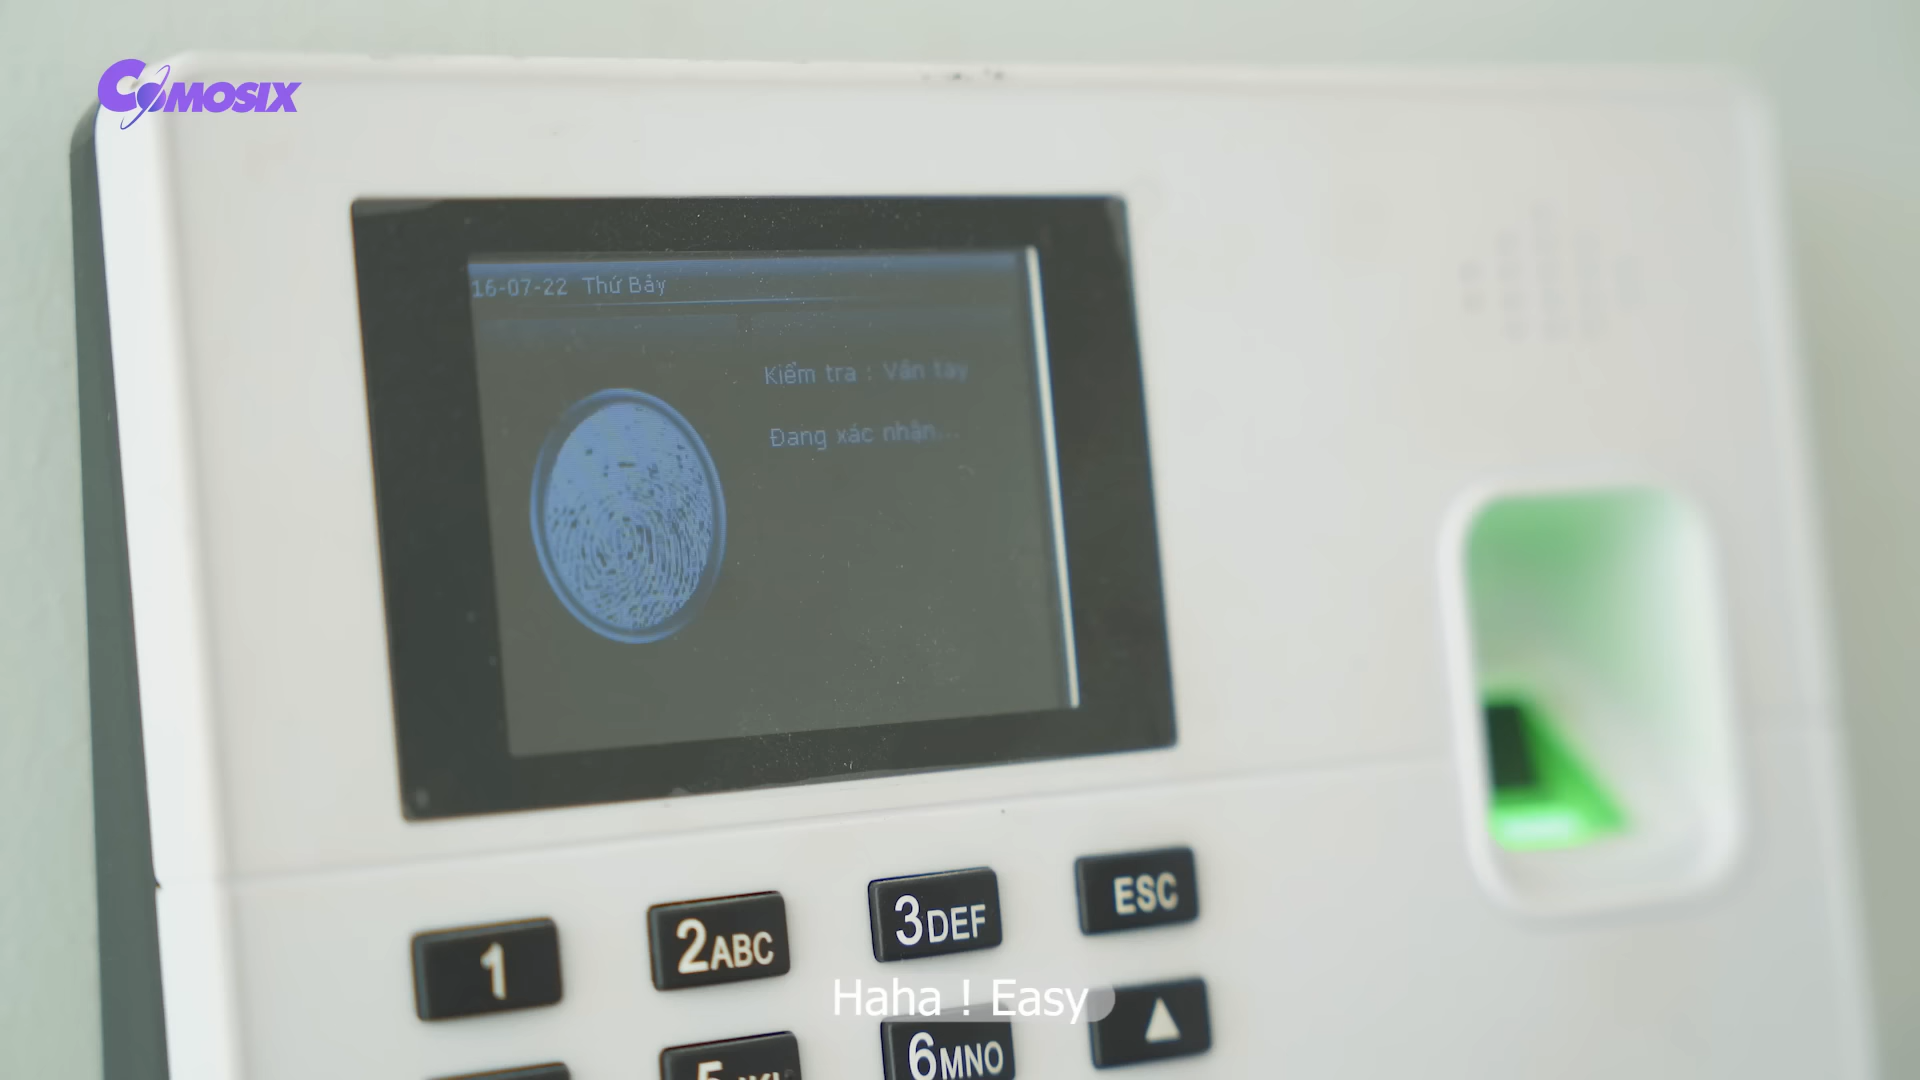 COMOSIX
16-07-22 Thứ Bảy
Kiểm tra : Vân tay
Đang xác nhận...
1
2ABC
3DEF
ESC
Haha ! Easy
6MNO